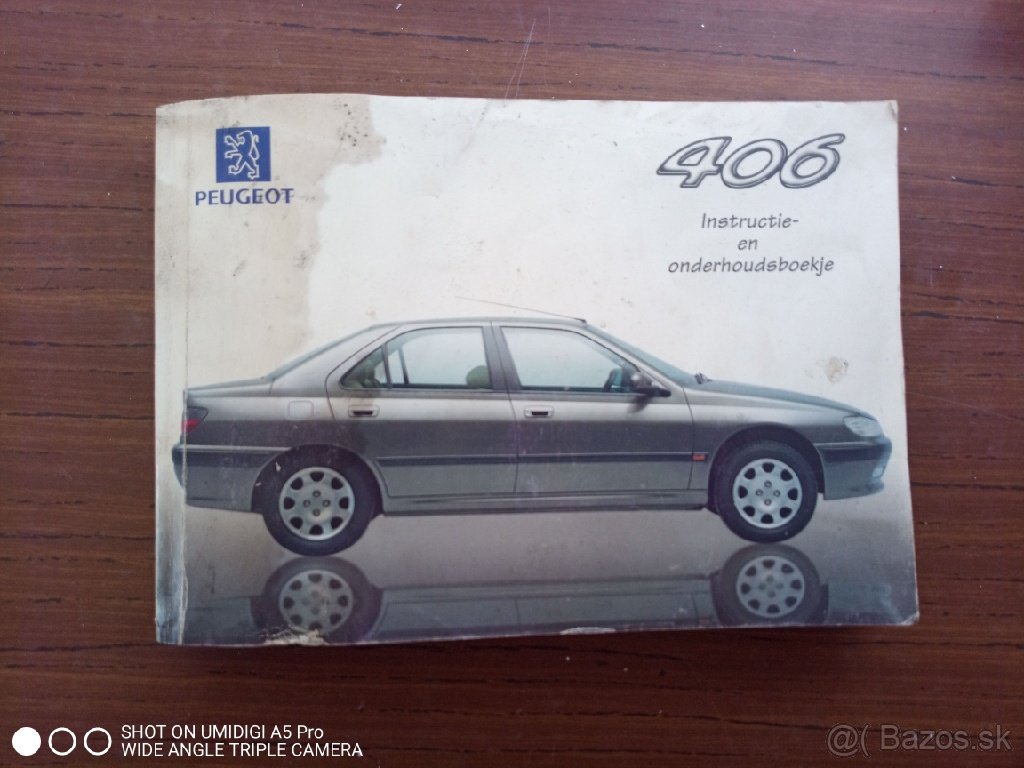 PEUGEOT
406
Instructie-
en
onderhoudsboekje
SHOT ON UMIDIGI A5 Pro
WIDE ANGLE TRIPLE CAMERA
@( Bazos.sk